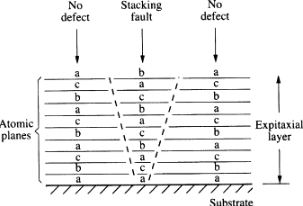 No defect
Stacking fault
No defect
a b a
c a c
b c b
a b a
c a c
b c b
a b a
c a c
b c b
a a a
Atomic planes
Expitaxial layer
Substrate